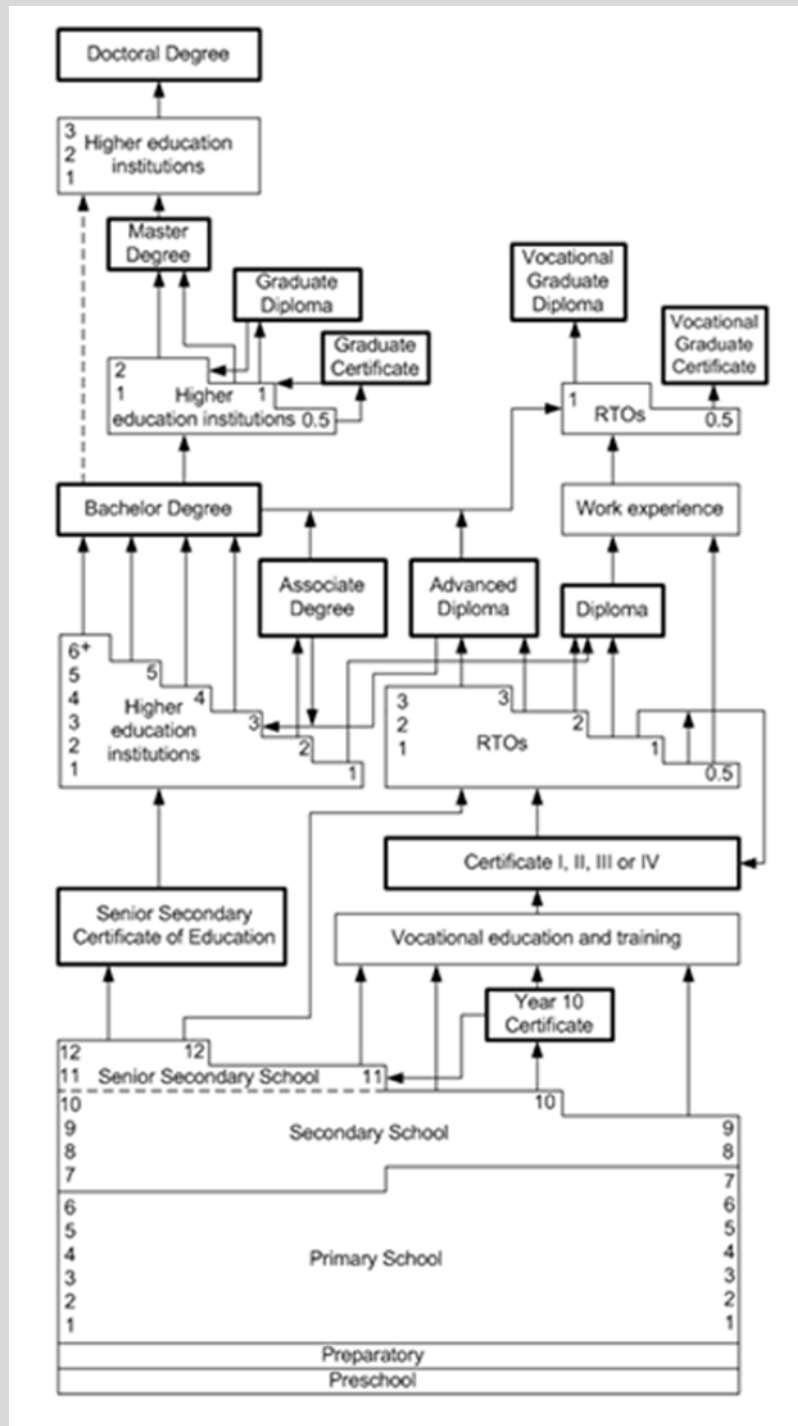 Doctoral Degree
3
2
1
Higher education
institutions
Master
Degree
Graduate
Diploma
Graduate
Certificate
Vocational
Graduate
Diploma
Vocational
Graduate
Certificate
2
1
Higher
education institutions
1
0.5
1
RTOs
0.5
Bachelor Degree
Work experience
Associate
Degree
Advanced
Diploma
Diploma
6+
5
4
3
2
1
Higher
education
institutions
5
4
3
2
1
3
2
1
RTOs
3
2
1
0.5
Certificate I, II, III or IV
Senior Secondary
Certificate of Education
Vocational education and training
Year 10
Certificate
12
11
12
Senior Secondary School
11
10
9
8
7
Secondary School
10
9
8
6
5
4
3
2
1
Primary School
7
6
5
4
3
2
1
Preparatory
Preschool